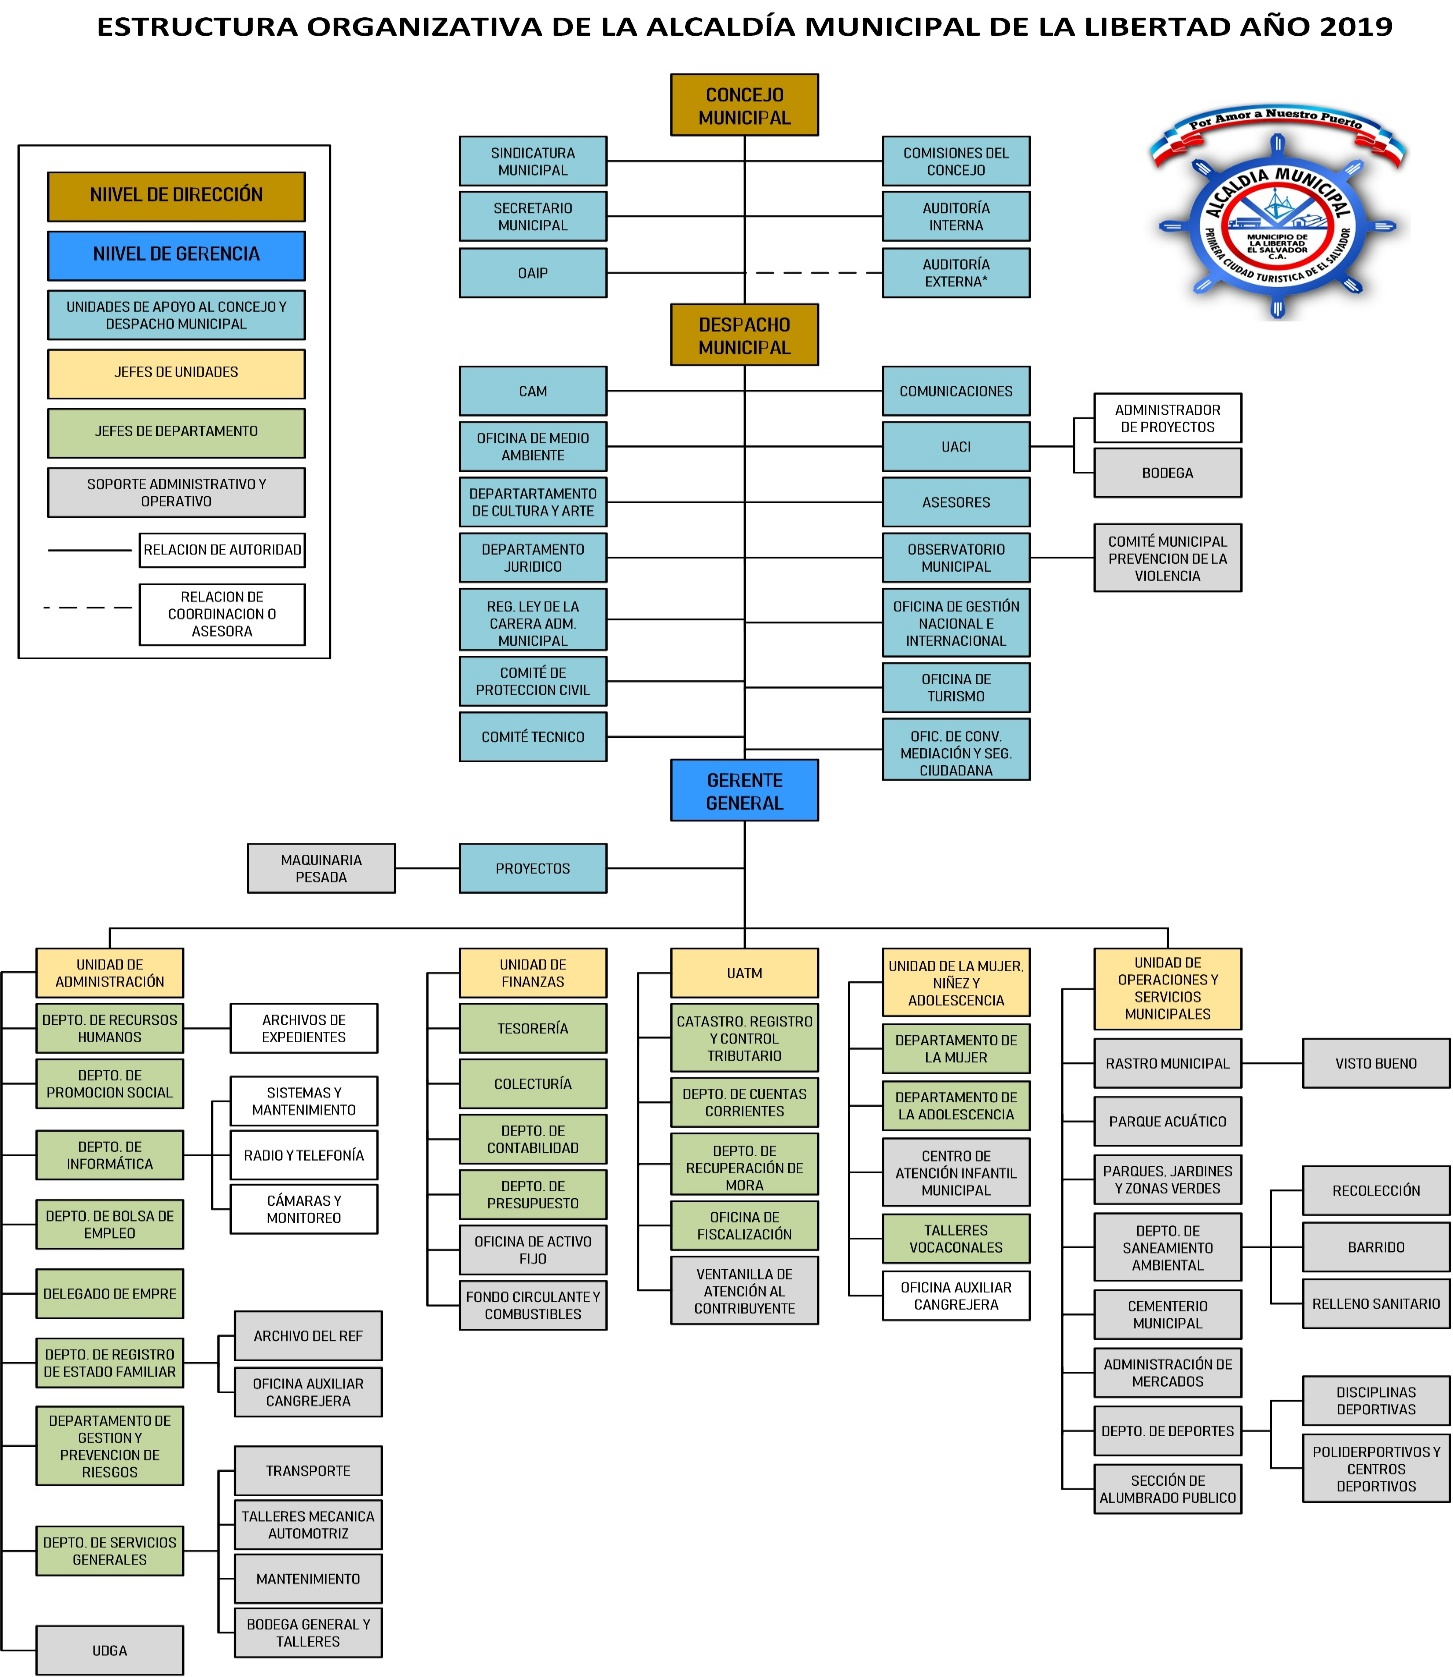 ESTRUCTURA ORGANIZATIVA DE LA ALCALDÍA MUNICIPAL DE LA LIBERTAD AÑO 2019
Por Amor a Nuestro Puerto
ALCALDIA MUNICIPAL
MUNICIPIO DE
LA LIBERTAD
EL SALVADOR
C.A.
PRIMERA CIUDAD TURISTICA DE EL SALVADOR
NIIVEL DE DIRECCIÓN
NIIVEL DE GERENCIA
UNIDADES DE APOYO AL CONCEJO Y
DESPACHO MUNICIPAL
JEFES DE UNIDADES
JEFES DE DEPARTAMENTO
SOPORTE ADMINISTRATIVO Y
OPERATIVO
RELACION DE AUTORIDAD
RELACION DE
COORDINACION O
ASESORA
CONCEJO
MUNICIPAL
SINDICATURA
MUNICIPAL
COMISIONES DEL
CONCEJO
SECRETARIO
MUNICIPAL
AUDITORÍA
INTERNA
OAIP
AUDITORÍA
EXTERNA*
DESPACHO
MUNICIPAL
CAM
COMUNICACIONES
OFICINA DE MEDIO
AMBIENTE
UACI
ADMINISTRADOR
DE PROYECTOS
BODEGA
DEPARTARTAMENTO
DE CULTURA Y ARTE
ASESORES
DEPARTAMENTO
JURIDICO
OBSERVATORIO
MUNICIPAL
COMITÉ MUNICIPAL
PREVENCION DE LA
VIOLENCIA
REG. LEY DE LA
CARERA ADM.
MUNICIPAL
OFICINA DE GESTIÓN
NACIONAL E
INTERNACIONAL
COMITÉ DE
PROTECCION CIVIL
OFICINA DE
TURISMO
COMITÉ TECNICO
OFIC. DE CONV.
MEDIACIÓN Y SEG.
CIUDADANA
GERENTE
GENERAL
MAQUINARIA
PESADA
PROYECTOS
UNIDAD DE
ADMINISTRACIÓN
DEPTO. DE RECURSOS
HUMANOS
ARCHIVOS DE
EXPEDIENTES
DEPTO. DE
PROMOCION SOCIAL
DEPTO. DE
INFORMÁTICA
SISTEMAS Y
MANTENIMIENTO
RADIO Y TELEFONÍA
CÁMARAS Y
MONITOREO
DEPTO. DE BOLSA DE
EMPLEO
DELEGADO DE EMPRE
DEPTO. DE REGISTRO
DE ESTADO FAMILIAR
ARCHIVO DEL REF
OFICINA AUXILIAR
CANGREJERA
DEPARTAMENTO DE
GESTION Y
PREVENCION DE
RIESGOS
DEPTO. DE SERVICIOS
GENERALES
TRANSPORTE
TALLERES MECANICA
AUTOMOTRIZ
MANTENIMIENTO
BODEGA GENERAL Y
TALLERES
UDGA
UNIDAD DE
FINANZAS
TESORERÍA
COLECTURÍA
DEPTO. DE
CONTABILIDAD
DEPTO. DE
PRESUPUESTO
OFICINA DE ACTIVO
FIJO
FONDO CIRCULANTE Y
COMBUSTIBLES
UATM
CATASTRO, REGISTRO
Y CONTROL
TRIBUTARIO
DEPTO. DE CUENTAS
CORRIENTES
DEPTO. DE
RECUPERACIÓN DE
MORA
OFICINA DE
FISCALIZACIÓN
VENTANILLA DE
ATENCIÓN AL
CONTRIBUYENTE
UNIDAD DE LA MUJER,
NIÑEZ Y
ADOLESCENCIA
DEPARTAMENTO DE
LA MUJER
DEPARTAMENTO DE
LA ADOLESCENCIA
CENTRO DE
ATENCIÓN INFANTIL
MUNICIPAL
TALLERES
VOCACONALES
OFICINA AUXILIAR
CANGREJERA
UNIDAD DE
OPERACIONES Y
SERVICIOS
MUNICIPALES
RASTRO MUNICIPAL
VISTO BUENO
PARQUE ACUÁTICO
PARQUES, JARDINES
Y ZONAS VERDES
DEPTO. DE
SANEAMIENTO
AMBIENTAL
RECOLECCIÓN
BARRIDO
RELLENO SANITARIO
CEMENTERIO
MUNICIPAL
ADMINISTRACIÓN DE
MERCADOS
DEPTO. DE DEPORTES
DISCIPLINAS
DEPORTIVAS
POLIDERPORTIVOS Y
CENTROS
DEPORTIVOS
SECCIÓN DE
ALUMBRADO PUBLICO